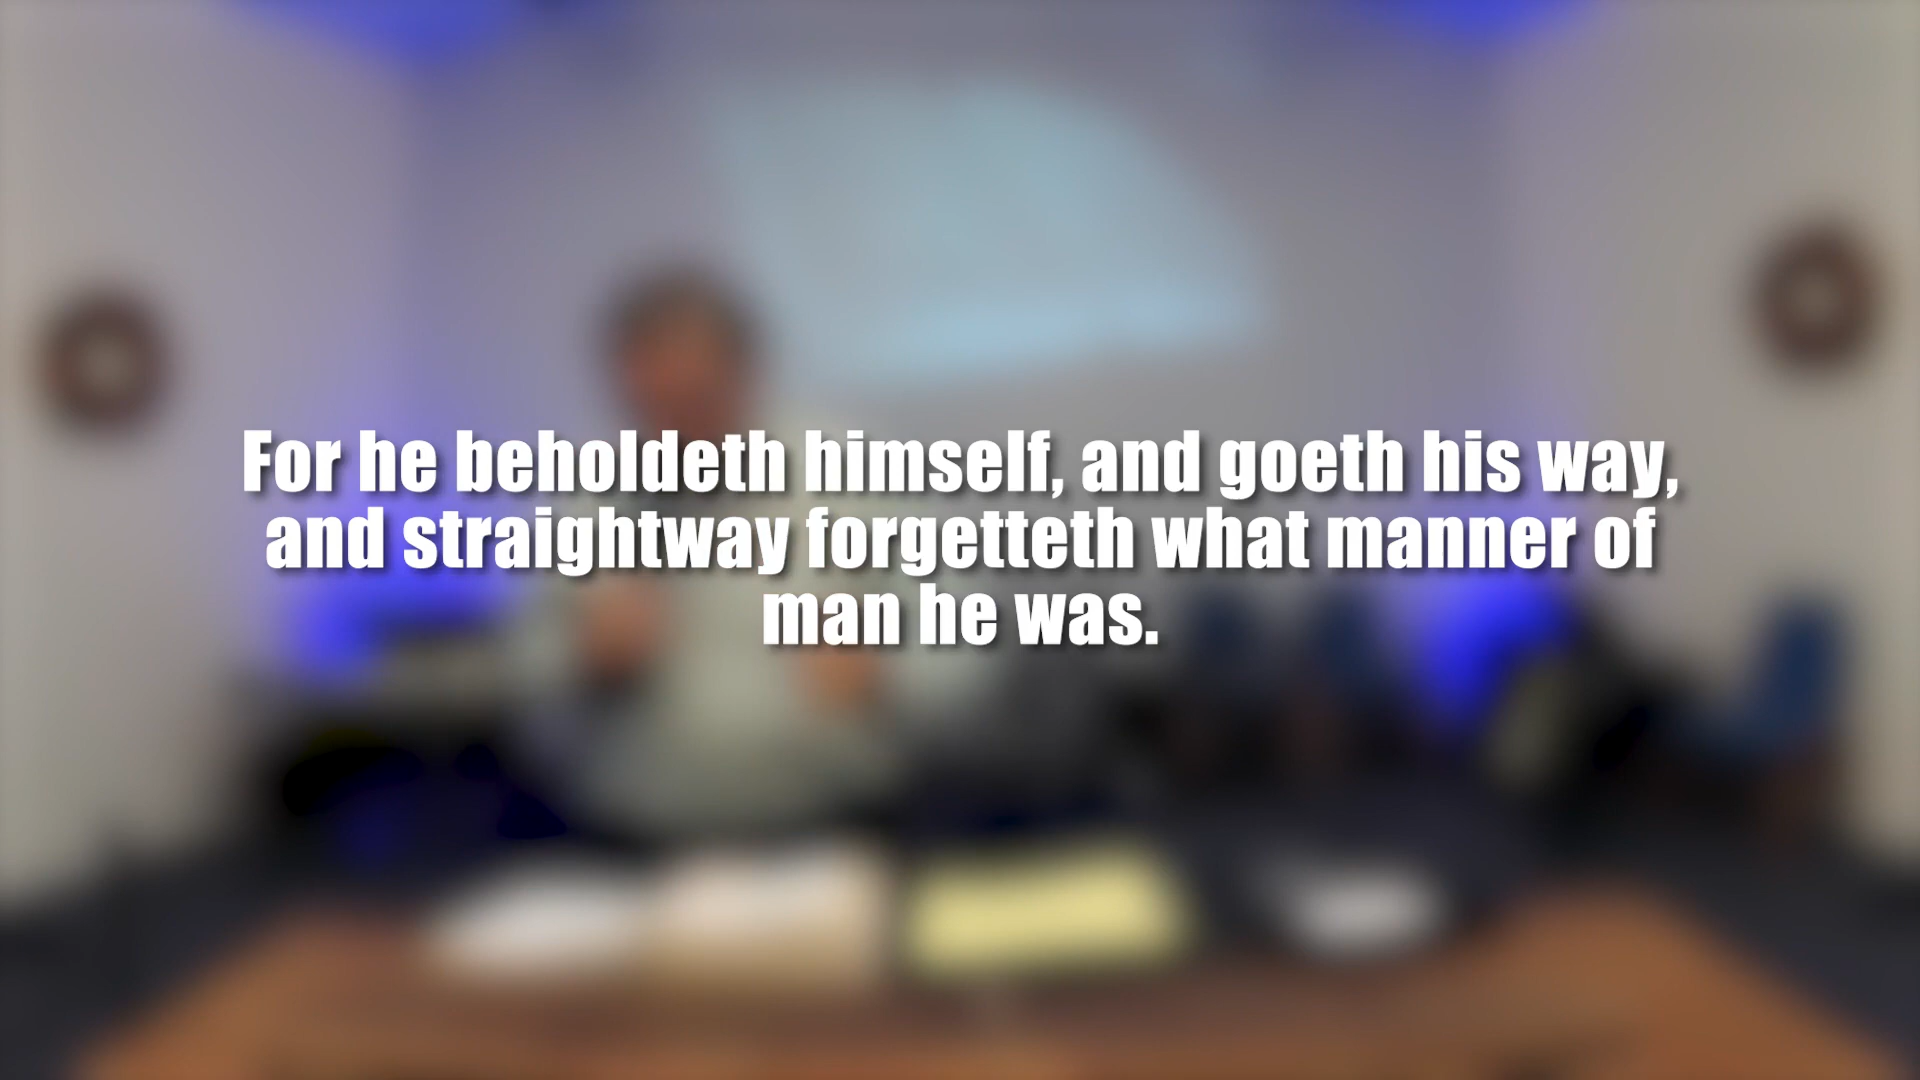 For he beholdeth himself, and goeth his way,
and straightway forgetteth what manner of
man he was.